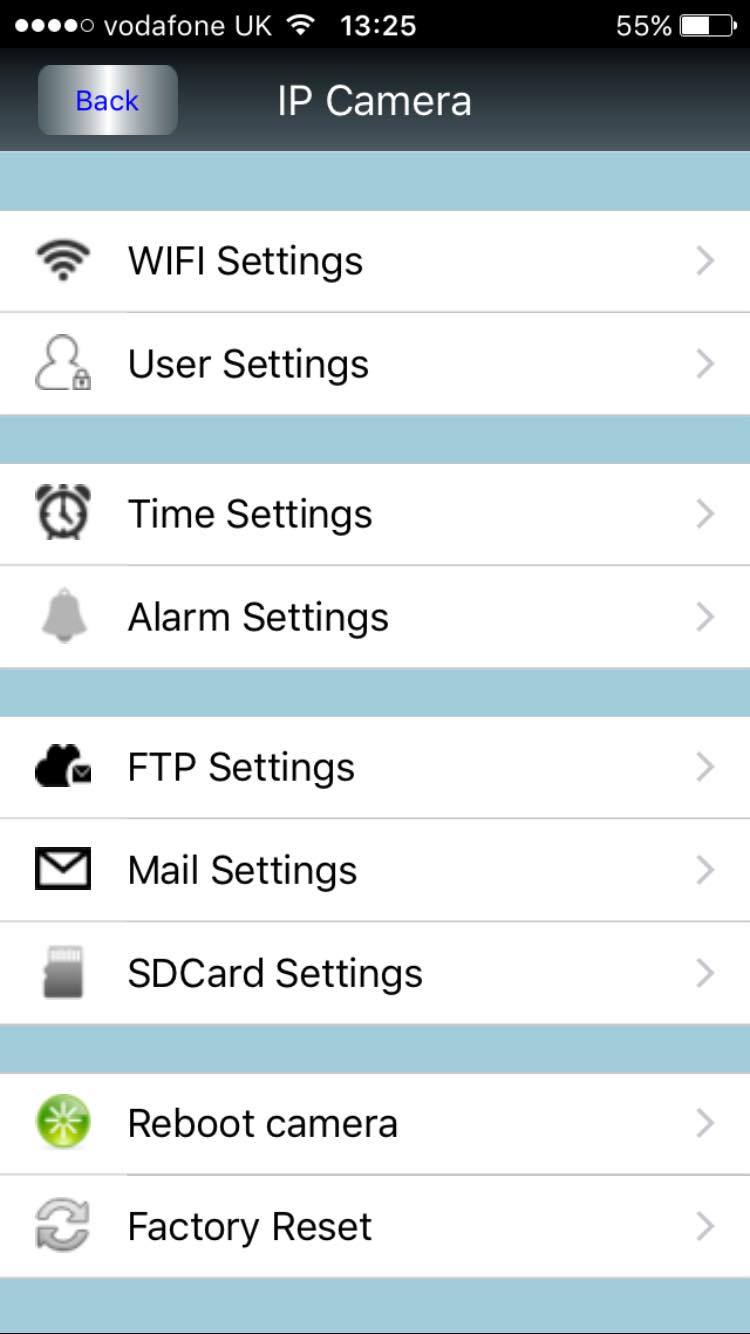 vodafone UK 13:25 55%
Back IP Camera
WIFI Settings
User Settings
Time Settings
Alarm Settings
FTP Settings
Mail Settings
SDCard Settings
Reboot camera
Factory Reset